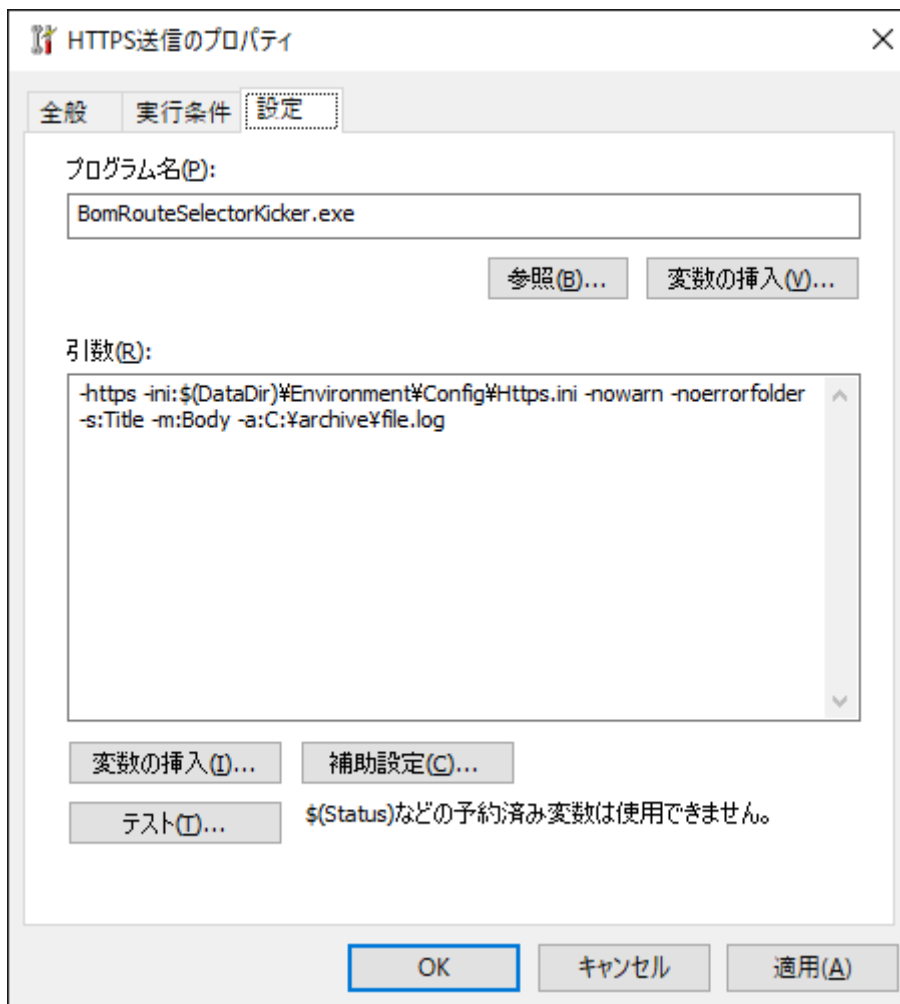 HTTPS送信のプロパティ
全般 実行条件 設定
プログラム名(P):
BomRouteSelectorKicker.exe
参照(B)... 変数の挿入(V)...
引数(R):
-https -ini:$(DataDir)¥Environment¥Config¥Https.ini -nowarn -noerrorfolder
-s:Title -m:Body -a:C:¥archive¥file.log
変数の挿入(I)... 補助設定(C)...
テスト(T)... $(Status)などの予約済み変数は使用できません。
OK キャンセル 適用(A)